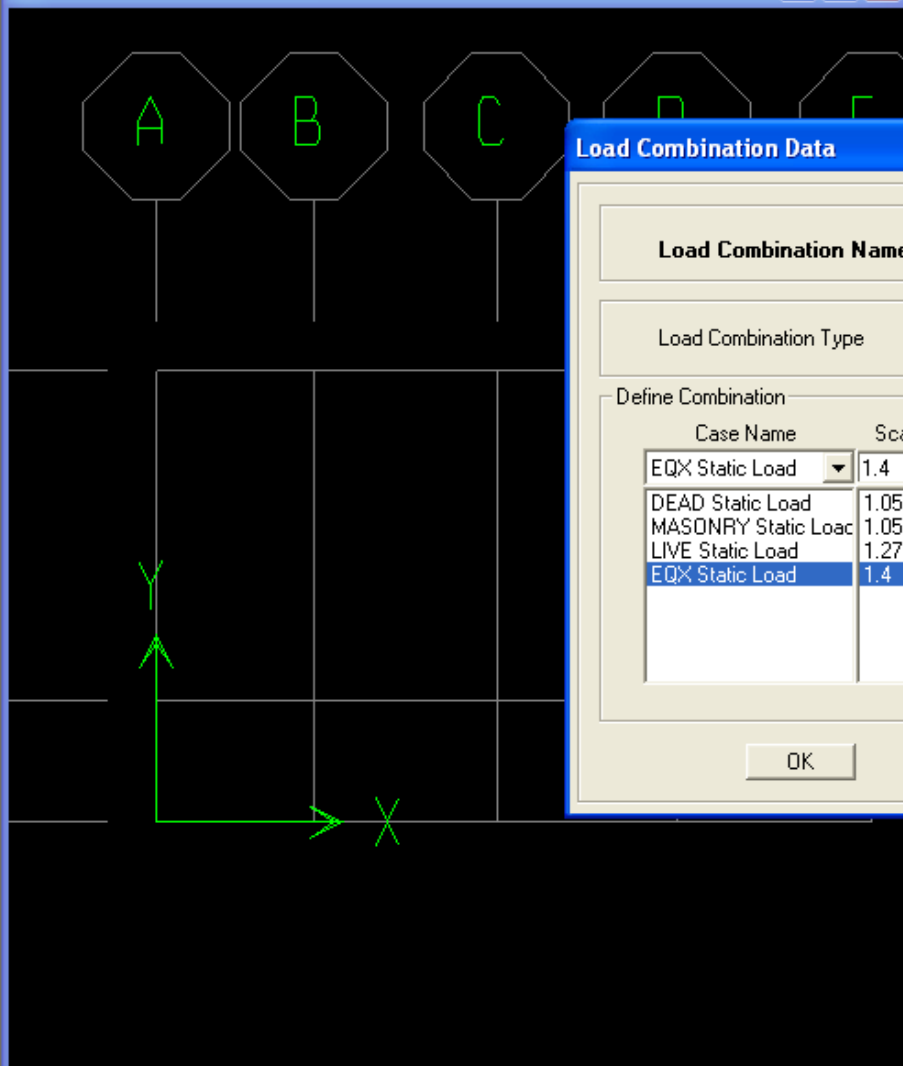 A B C
Load Combination Data
Load Combination Name
Load Combination Type
Define Combination
Case Name
EQX Static Load 1.4
DEAD Static Load 1.05
MASONRY Static Load 1.05
LIVE Static Load 1.27
EQX Static Load 1.4
OK
Y
X